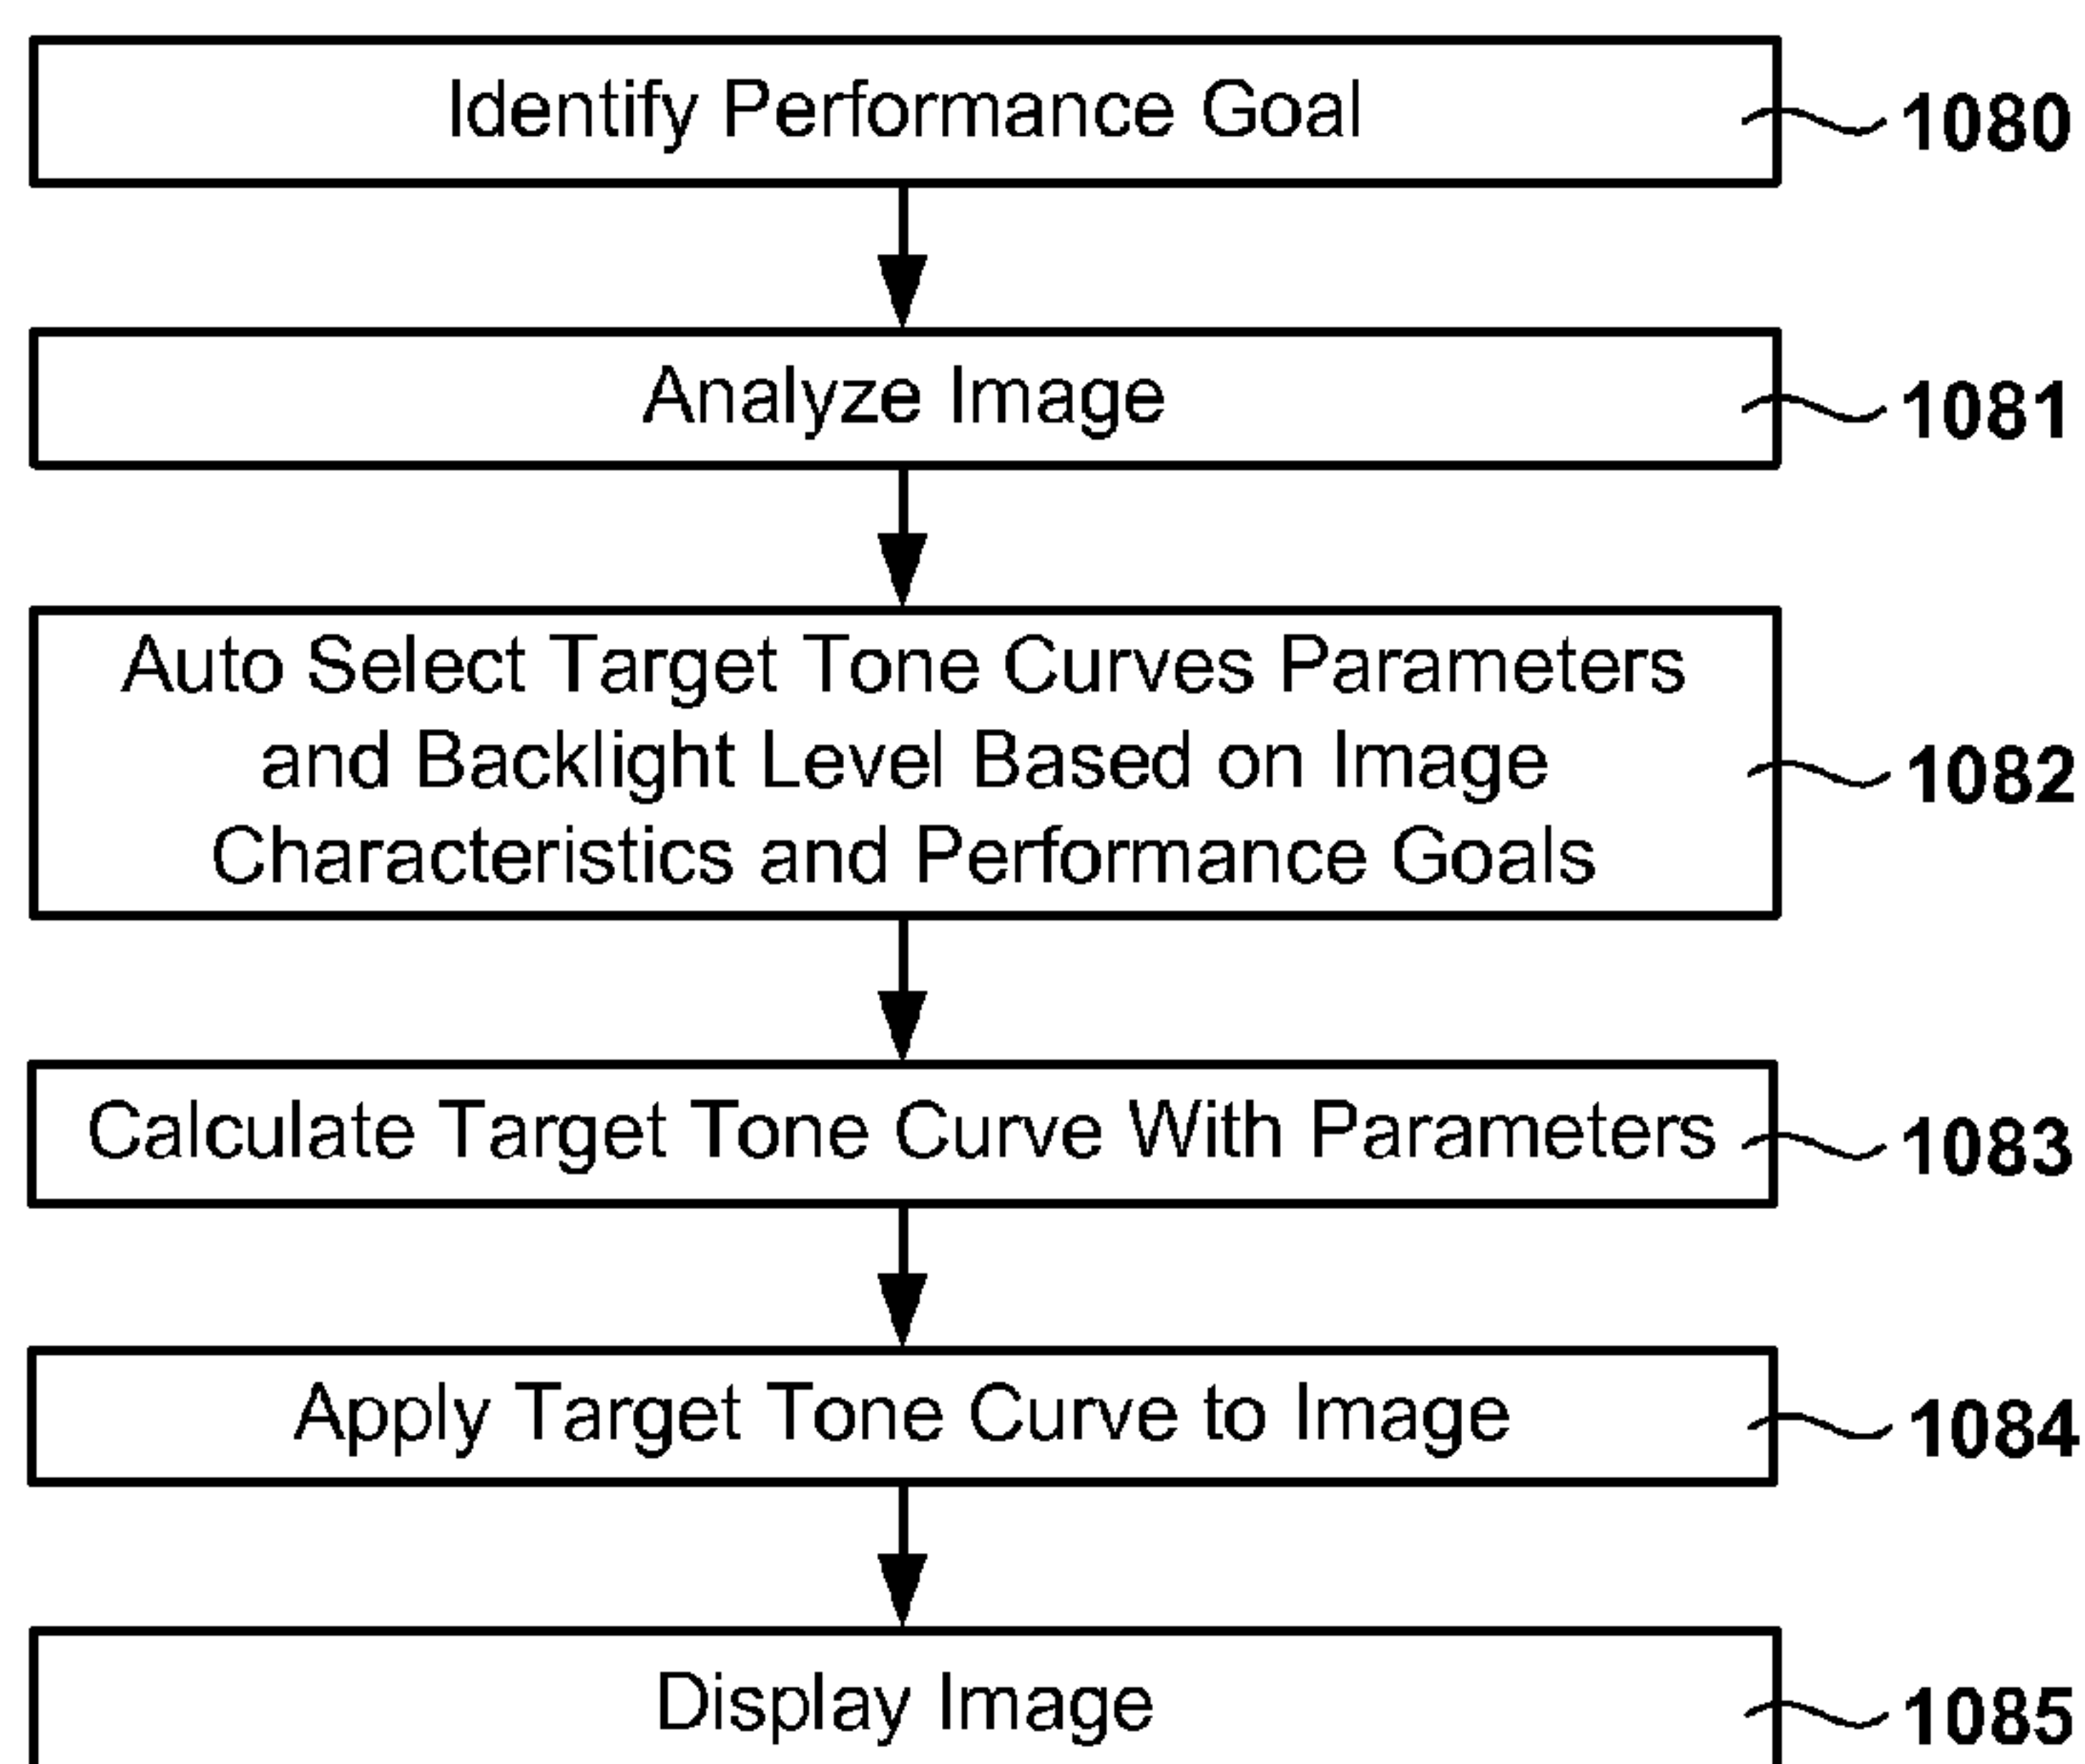 Identify Performance Goal
1080
Analyze Image
1081
Auto Select Target Tone Curves Parameters
and Backlight Level Based on Image
Characteristics and Performance Goals
1082
Calculate Target Tone Curve With Parameters
1083
Apply Target Tone Curve to Image
1084
Display Image
1085